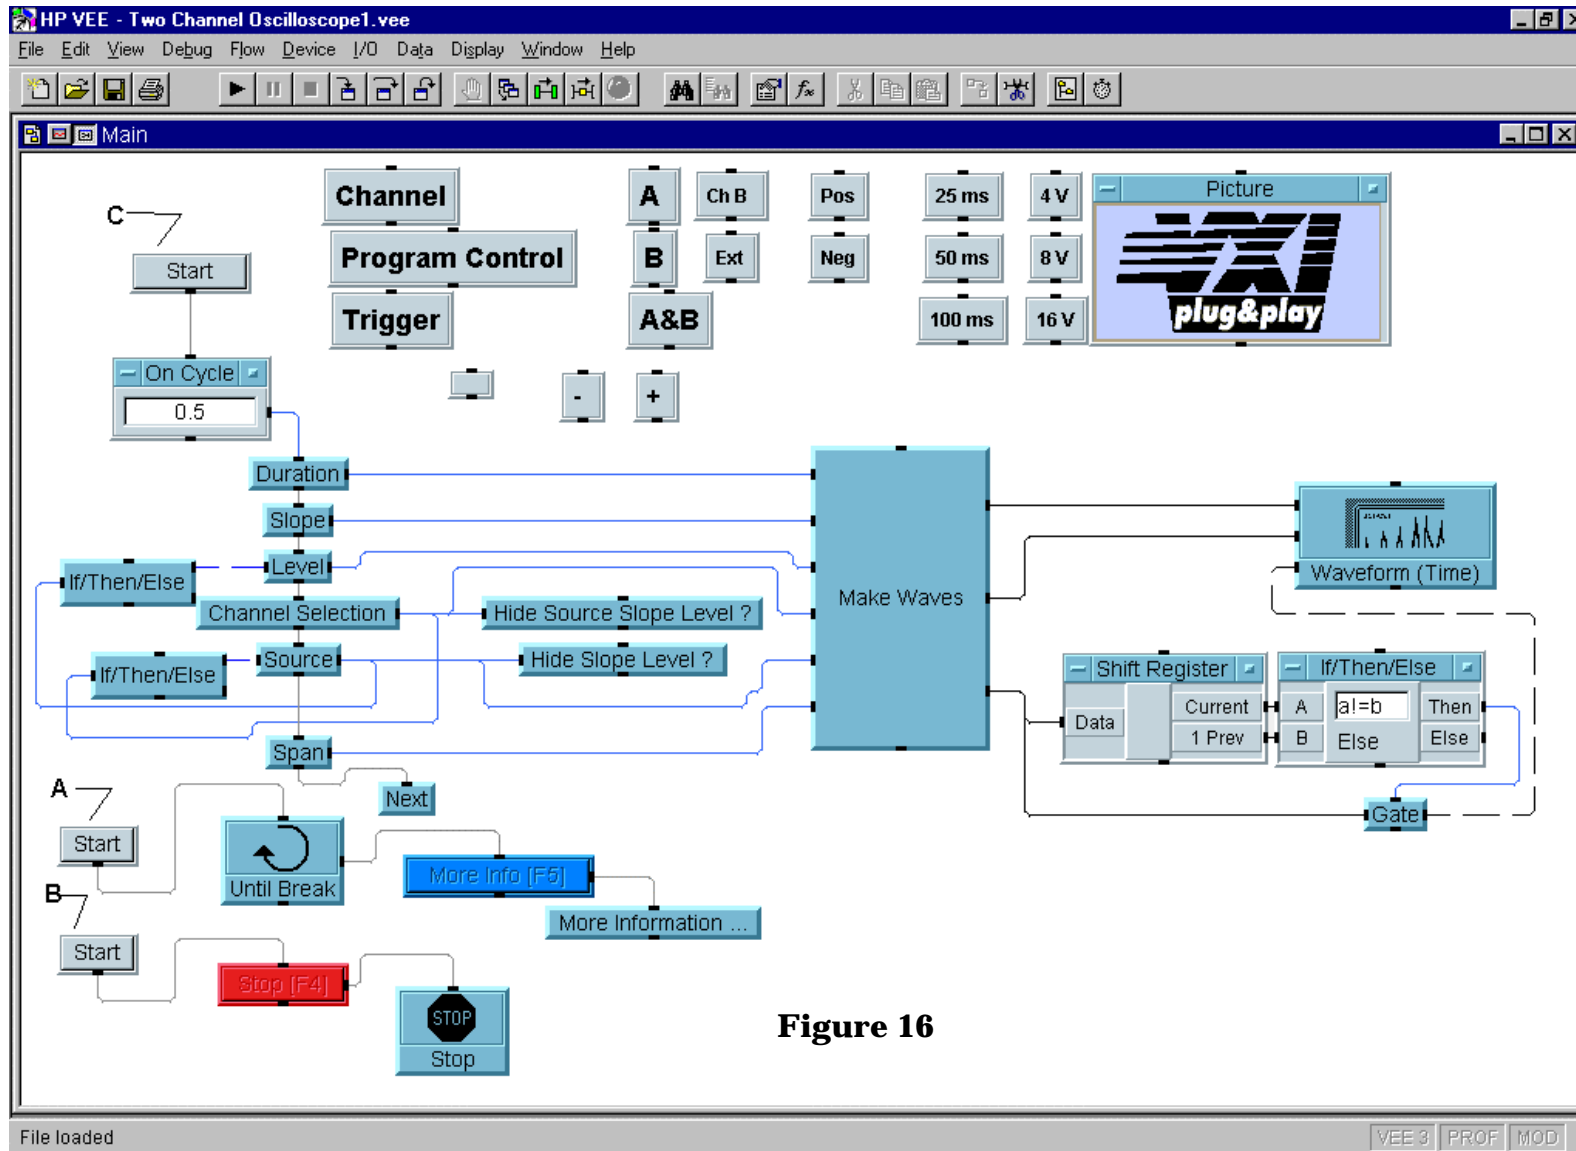 HP VEE - Two Channel Oscilloscope1.vee
File Edit View Debug Flow Device I/O Data Display Window Help
Main
Channel A Ch B Pos 25 ms 4 V Picture
C
Program Control B Ext Neg 50 ms 8 V
Start
Trigger A&B 100 ms 16 V plug&play
On Cycle
- +
0.5
Duration
Slope
Level
If/Then/Else
Waveform (Time)
Make Waves
Channel Selection Hide Source Slope Level ?
Source Hide Slope Level ?
If/Then/Else
Shift Register If/Then/Else
Current A a!=b Then
Data
1 Prev B Else Else
Span
A
Next
Gate
Start
More Info [F5]
Until Break
B
More Information ...
Start
Stop [F4]
STOP
Figure 16
Stop
File loaded VEE 3 PROF MOD